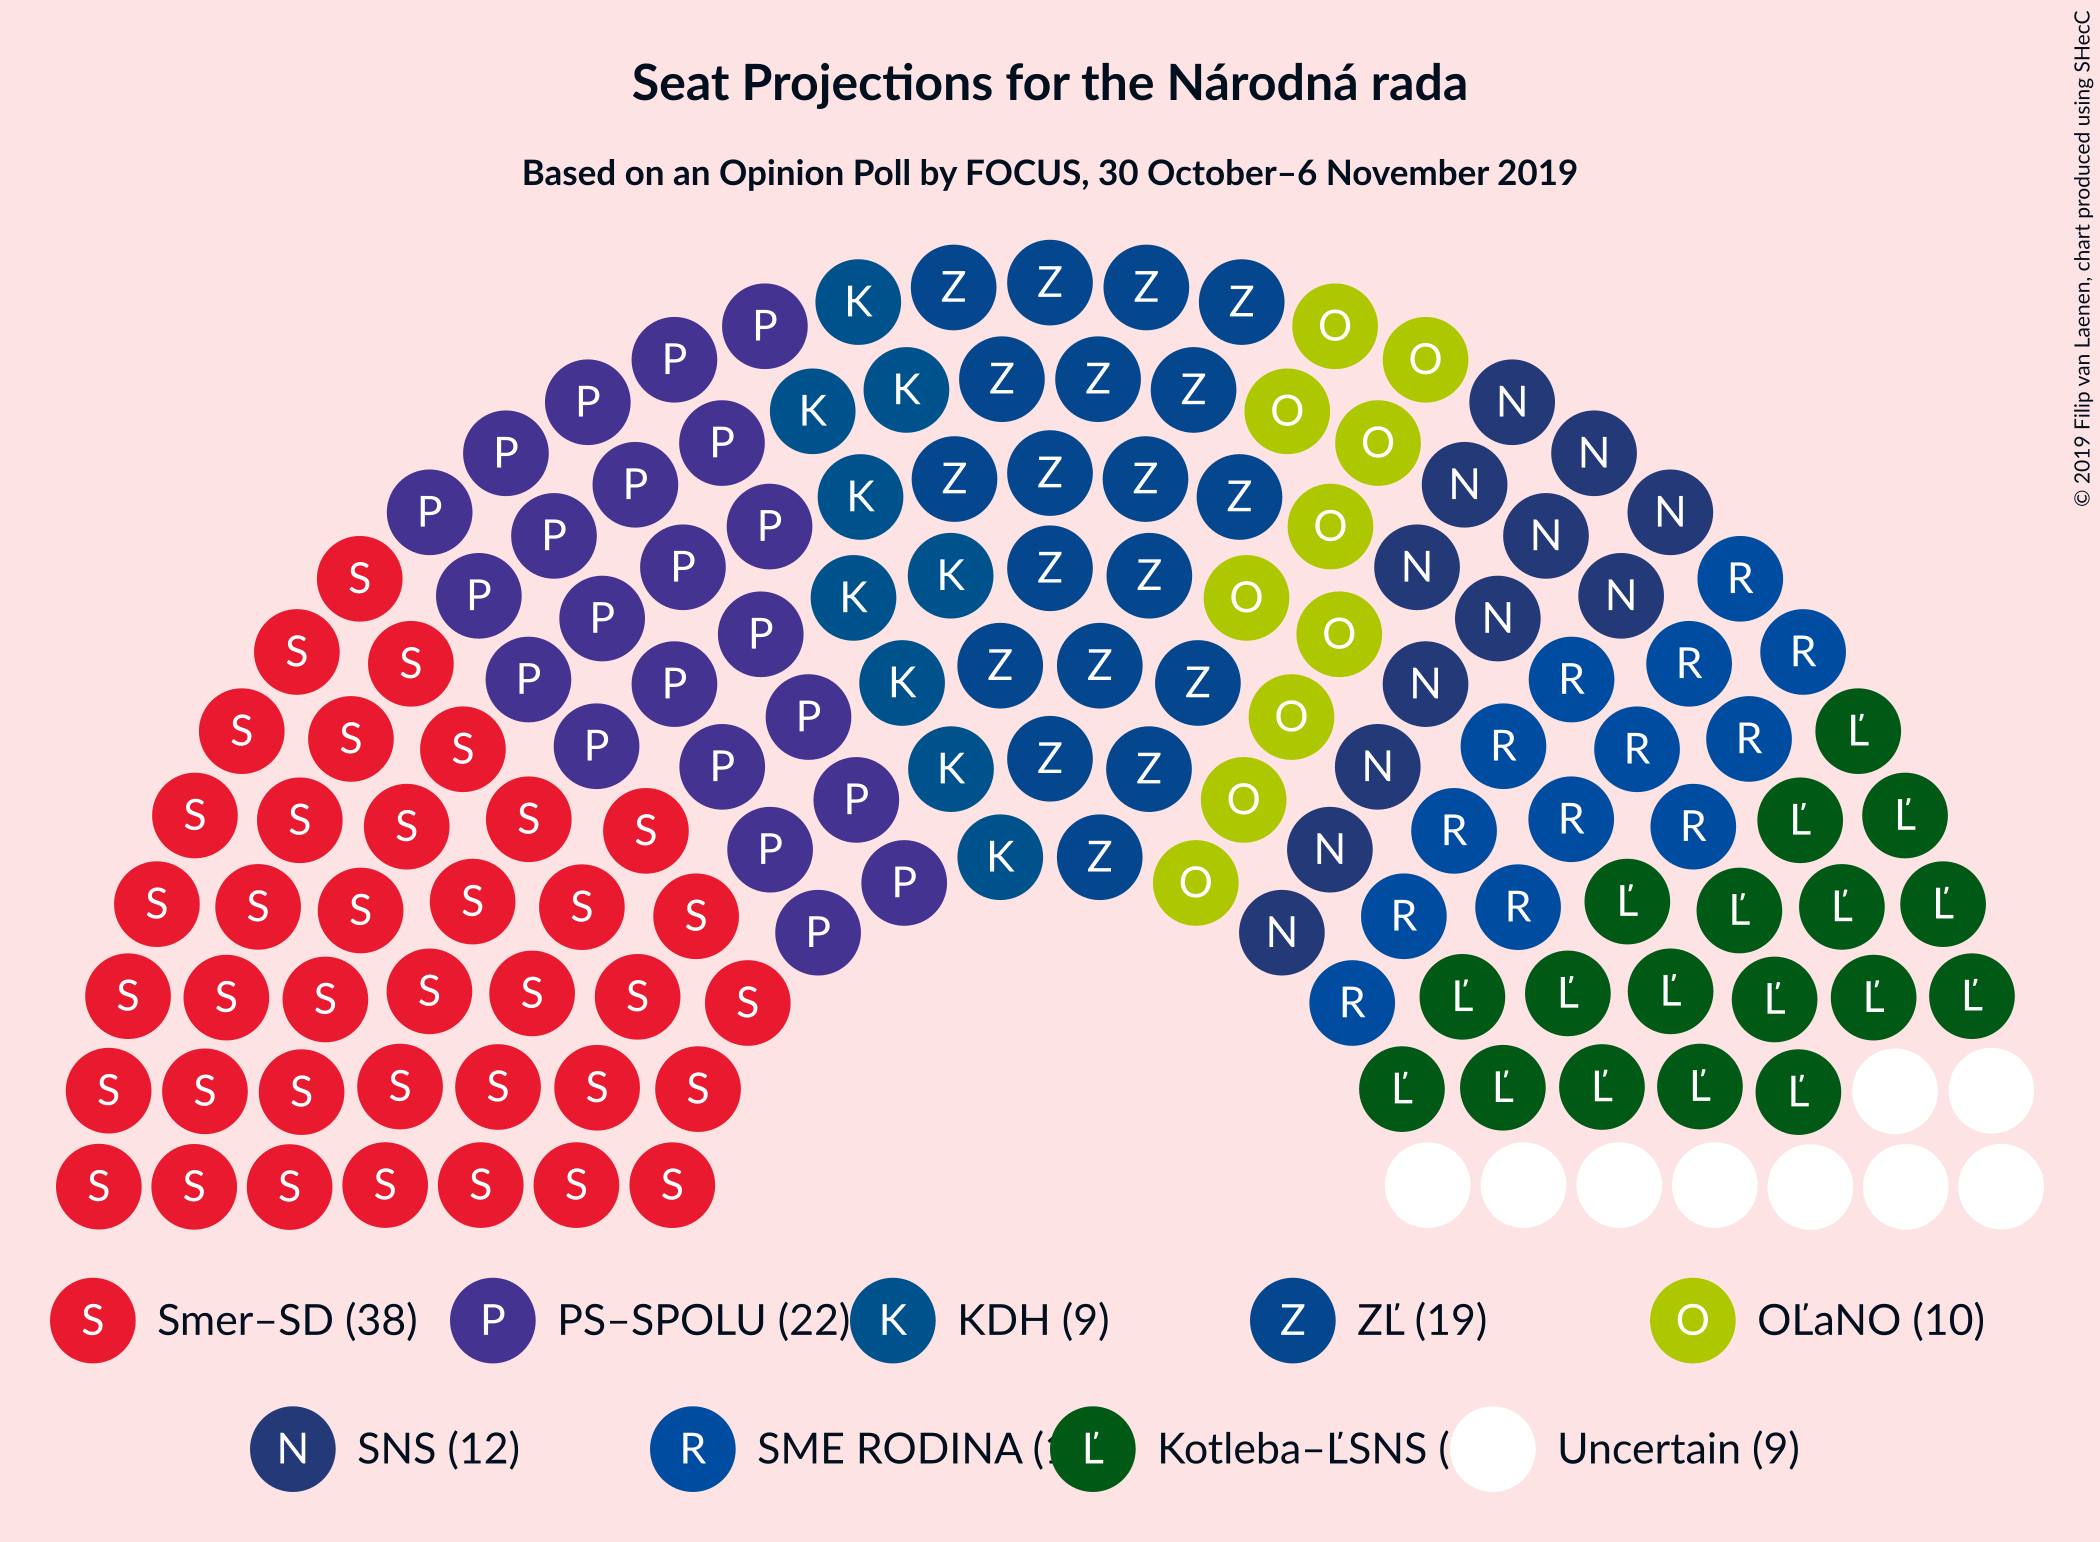 Seat Projections for the Národná rada
Based on an Opinion Poll by FOCUS, 30 October–6 November 2019
© 2019 Filip van Laenen, chart produced using SHecC
K Z Z Z Z
P P O O
P K K Z Z Z O N
P P P K Z Z Z Z O O N N
P P P P K K Z Z O O N N N N
S P P P P K Z Z Z O N N N R
S S P P P P K Z Z O N R R R
S S S P P P K Z O N R R R Ľ
S S S S S P P O N R R R Ľ Ľ
S S S S S S P N R R Ľ Ľ Ľ Ľ
S S S S S S S R Ľ Ľ Ľ Ľ Ľ Ľ
S S S S S S S Ľ Ľ Ľ Ľ Ľ
S S S S S S S
S Smer–SD (38) P PS–SPOLU (22) K KDH (9) Z ZĽ (19) O OĽaNO (10)
N SNS (12) R SME RODINA ( Ľ Kotleba–ĽSNS ( Uncertain (9)